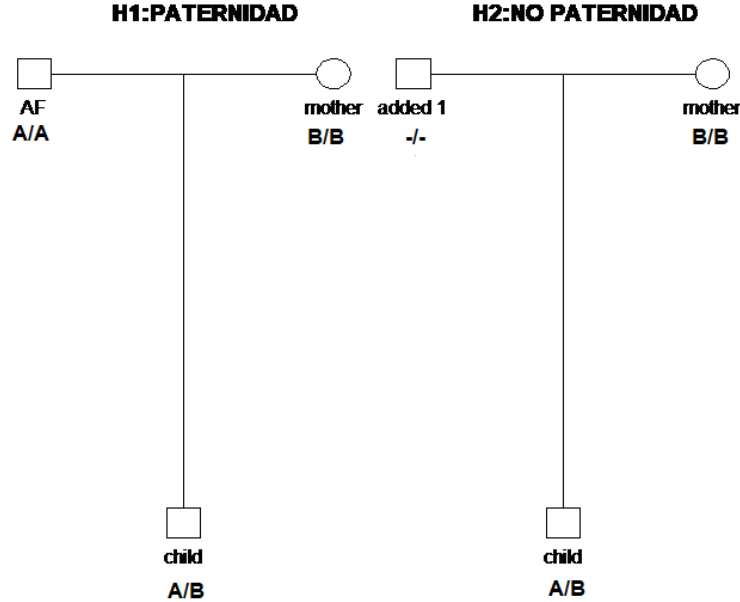 H1:PATERNIDAD
H2:NO PATERNIDAD
AF
mother
added 1
mother
A/A
B/B
-/-
B/B
child
child
A/B
A/B